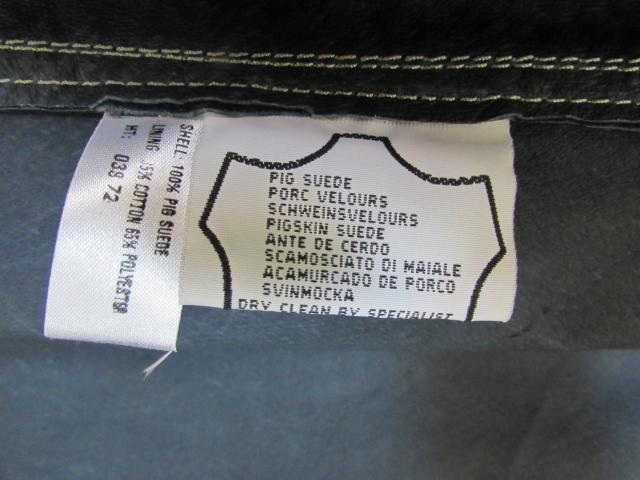 SHELL: 100% PIG SUEDE
LINING 35% COTTON 65% POLYESTER
HT: 039 72
PIG SUEDE
PORC VELOURS
SCHWEINSVELOURS
PIGSKIN SUEDE
ANTE DE CERDO
SCAMOSCIATO DI MAIALE
ACAMURCADO DE PORCO
SVINMOCKA
DRY CLEAN BY SPECIALIST